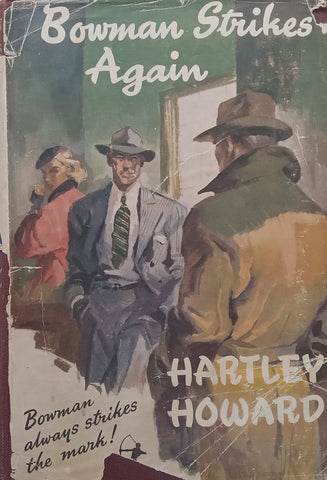 Bowman Strikes
Again
HARTLEY
HOWARD
Bowman
always strikes
the mark!